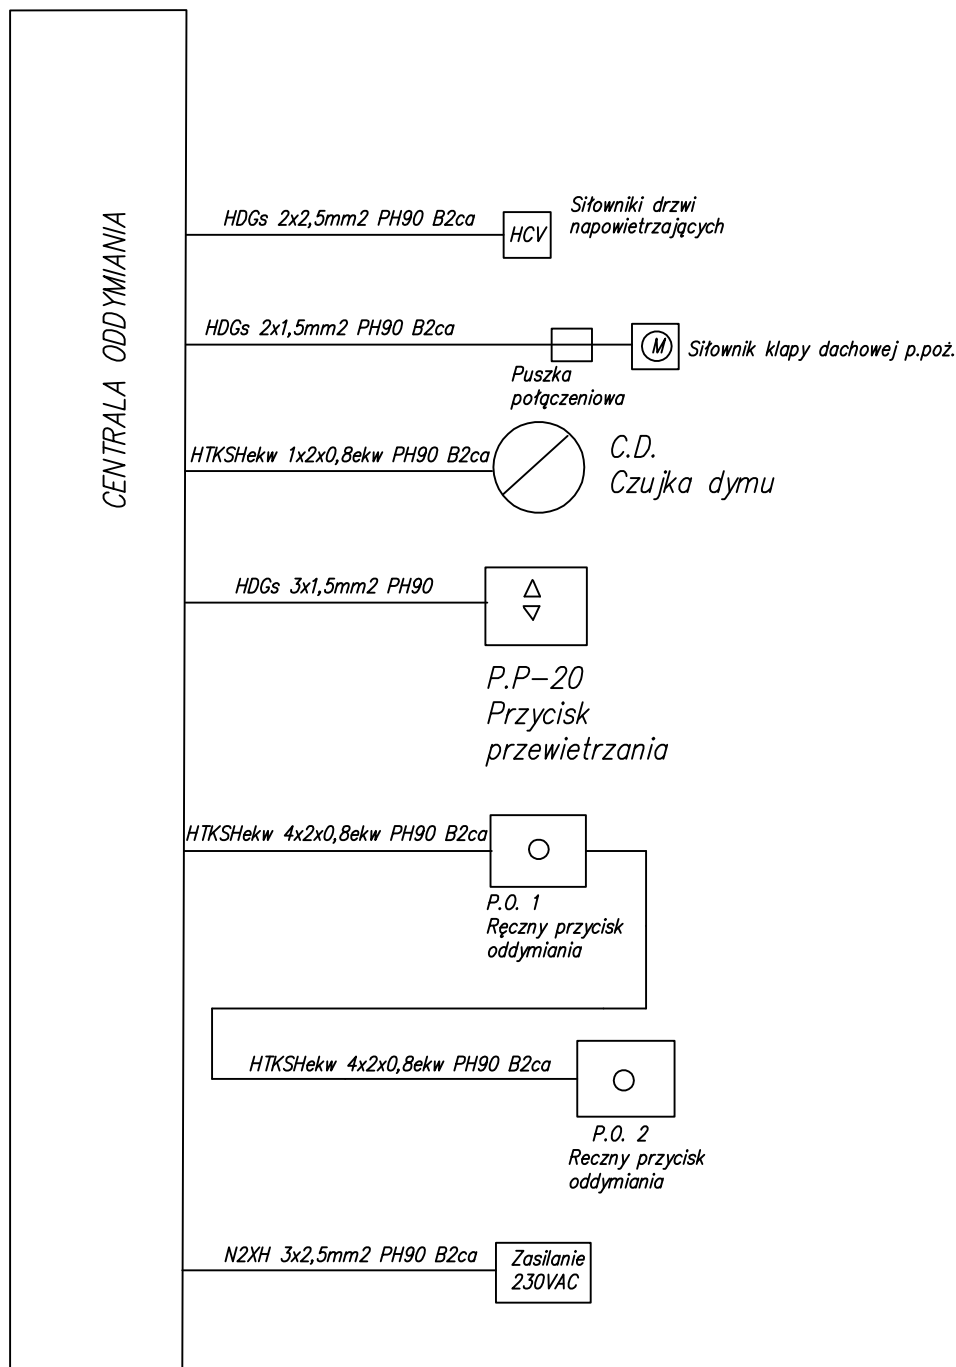 CENTRALA ODDYMIANIA
HDGs 2x2,5mm2 PH90 B2ca
HCV
Siłowniki drzwi
napowietrzających
HDGs 2x1,5mm2 PH90 B2ca
Puszka
połączeniowa
M
Siłownik klapy dachowej p.poż.
HTKSHekw 1x2x0,8ekw PH90 B2ca
C.D.
Czujka dymu
HDGs 3x1,5mm2 PH90
P.P-20
Przycisk
przewietrzania
HTKSHekw 4x2x0,8ekw PH90 B2ca
P.O. 1
Ręczny przycisk
oddymiania
HTKSHekw 4x2x0,8ekw PH90 B2ca
P.O. 2
Reczny przycisk
oddymiania
N2XH 3x2,5mm2 PH90 B2ca
Zasilanie
230VAC